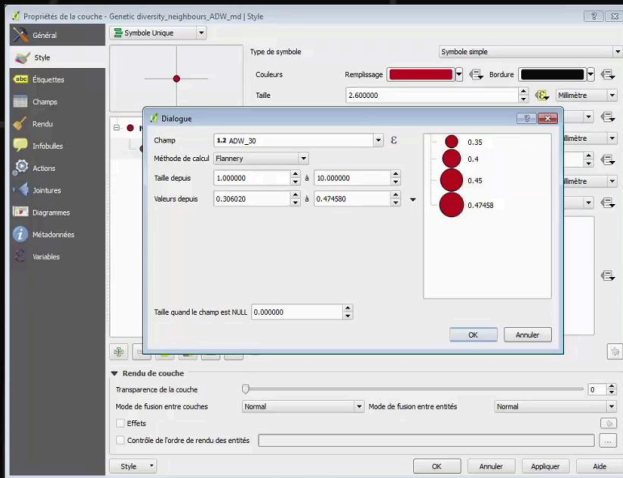 Propriétés de la couche - Genetic diversity_neighbours_ADW_md | Style
Général
Style
Étiquettes
Champs
Rendu
Infobulles
Actions
Jointures
Diagrammes
Métadonnées
Variables
Symbole Unique
Type de symbole Symbole simple
Couleurs Remplissage Bordure
Taille 2.600000 Millimètre
Dialogue
Champ 1.2 ADW_30 ε
Méthode de calcul Flannery
Taille depuis 1.000000 à 10.000000
Valeurs depuis 0.306020 à 0.474580
Taille quand le champ est NULL 0.000000
0.35
0.4
0.45
0.47458
OK Annuler
Rendu de couche
Transparence de la couche 0
Mode de fusion entre couches Normal Mode de fusion entre entités Normal
Effets
Contrôle de l'ordre de rendu des entités ...
Style OK Annuler Appliquer Aide